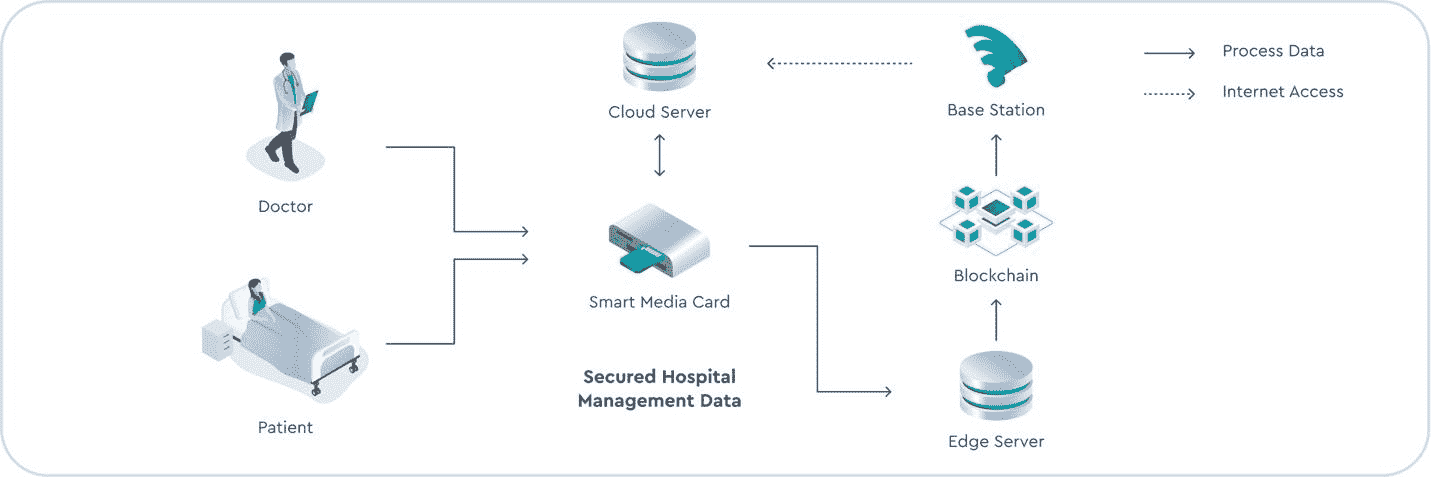 Process Data
Internet Access
Cloud Server
Base Station
Doctor
Blockchain
Smart Media Card
Secured Hospital
Management Data
Patient
Edge Server